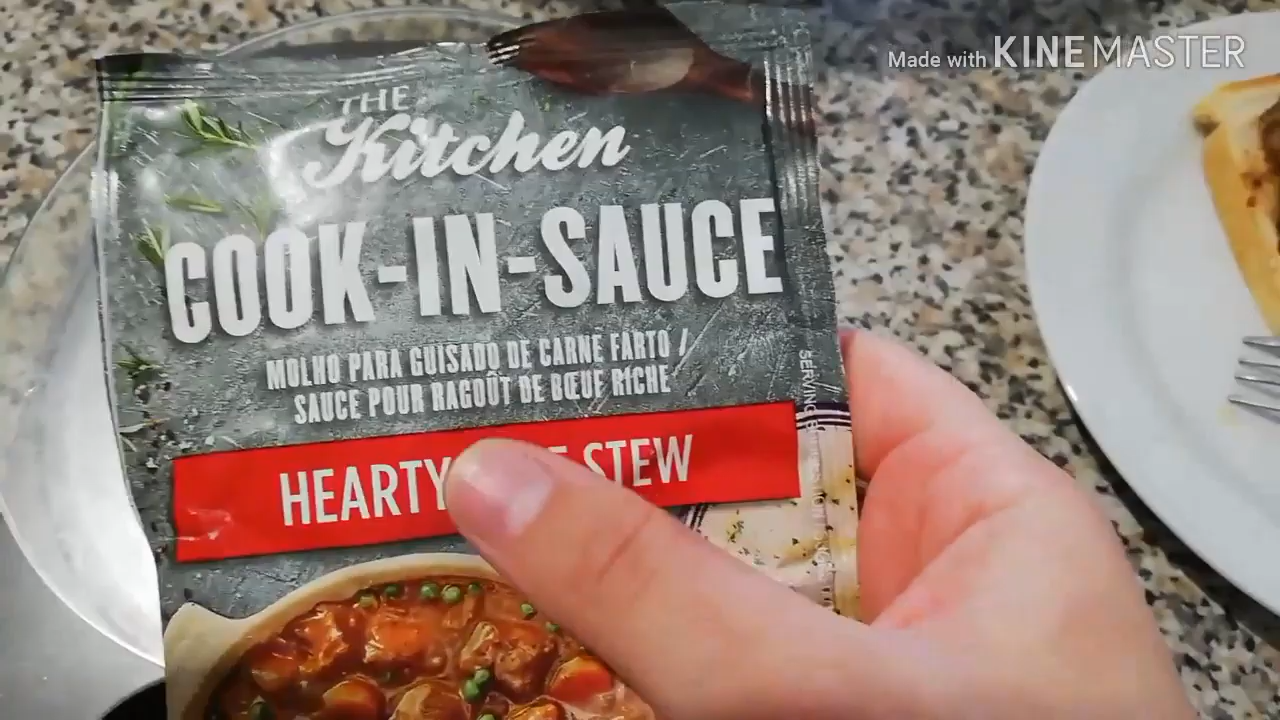 Made with KINEMASTER
THE
Kitchen
COOK-IN-SAUCE
MOLHO PARA GUISADO DE CARNE FARTO /
SAUCE POUR RAGOÛT DE BŒUF RICHE
HEARTY STEW